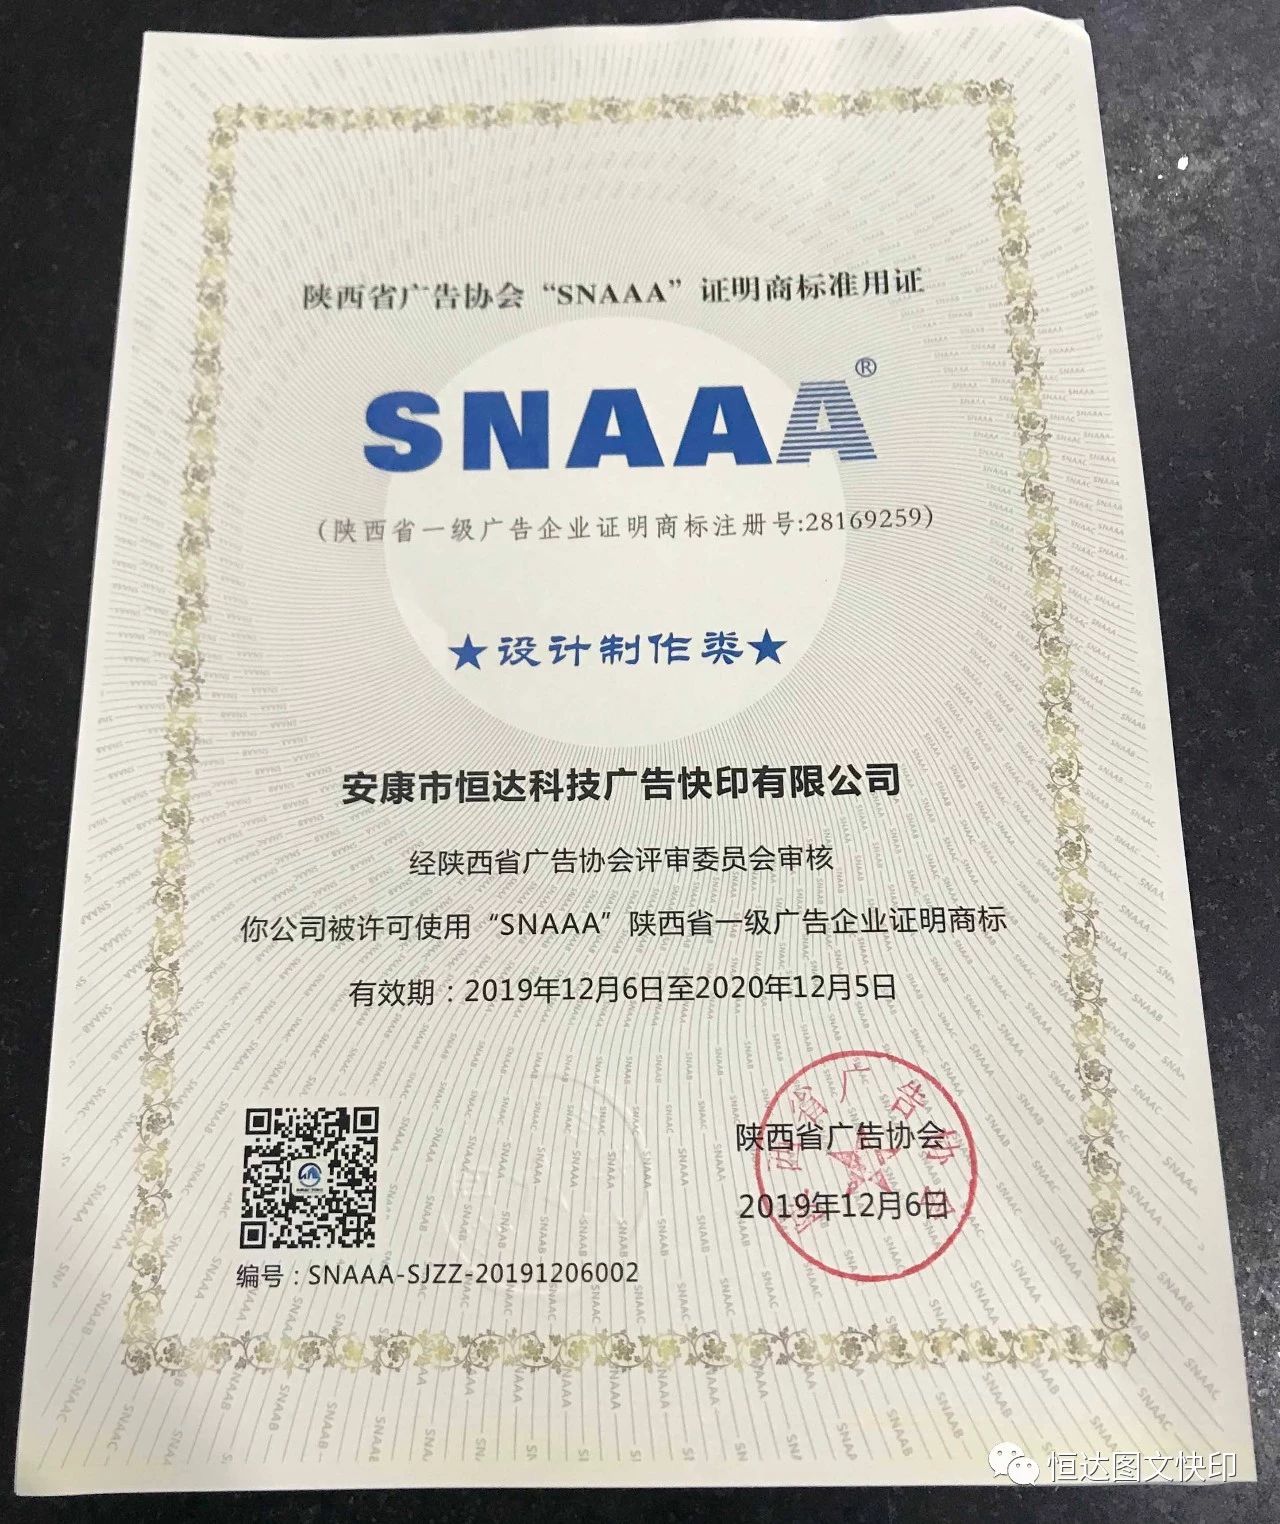 陕西省广告协会“SNAAA”证明商标准用证
SNAAA®
(陕西省一级广告企业证明商标注册号:28169259)
★设计制作类★
安康市恒达科技广告快印有限公司
经陕西省广告协会评审委员会审核
你公司被许可使用“SNAAA”陕西省一级广告企业证明商标
有效期：2019年12月6日至2020年12月5日
陕西省广告协会
陕西省广告协会
2019年12月6日
编号：SNAAA-SJZZ-20191206002
恒达图文快印